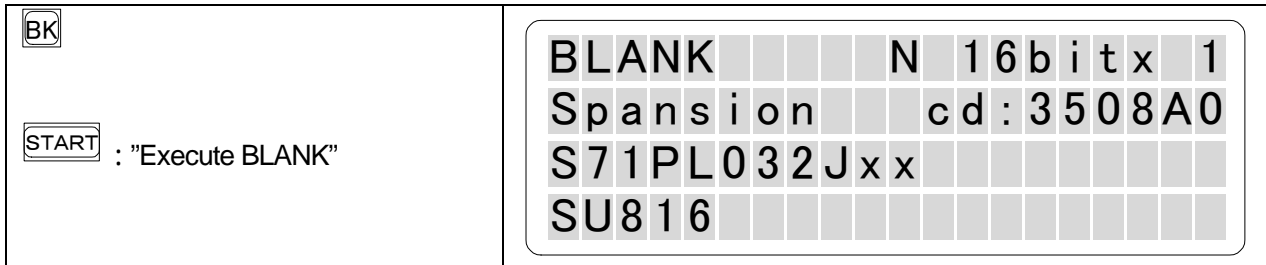 BK
START : "Execute BLANK"
BLANK N 16bitx 1
Spansion cd:3508A0
S71PL032Jxx
SU816